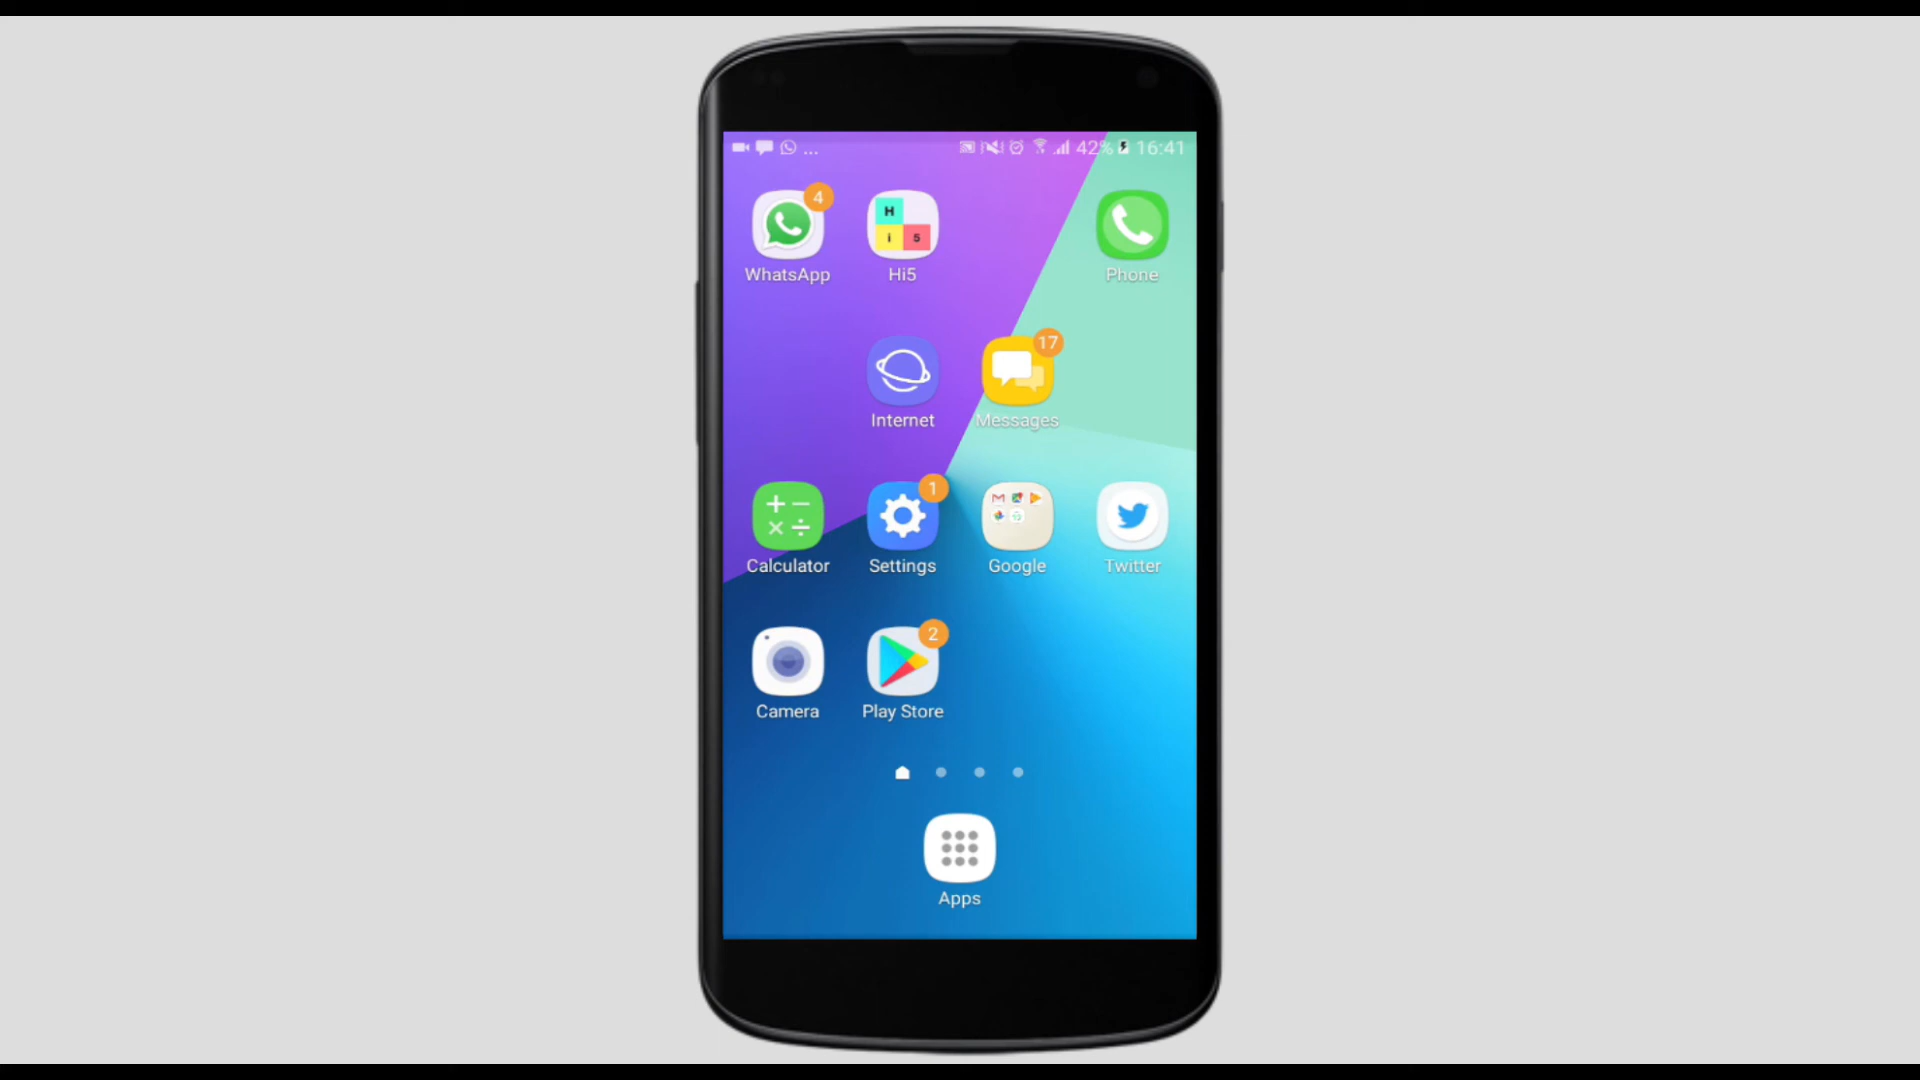 ... 42% 16:41
4
H
i 5
WhatsApp Hi5 Phone
17
Internet Messages
1
Calculator Settings Google Twitter
2
Camera Play Store
Apps